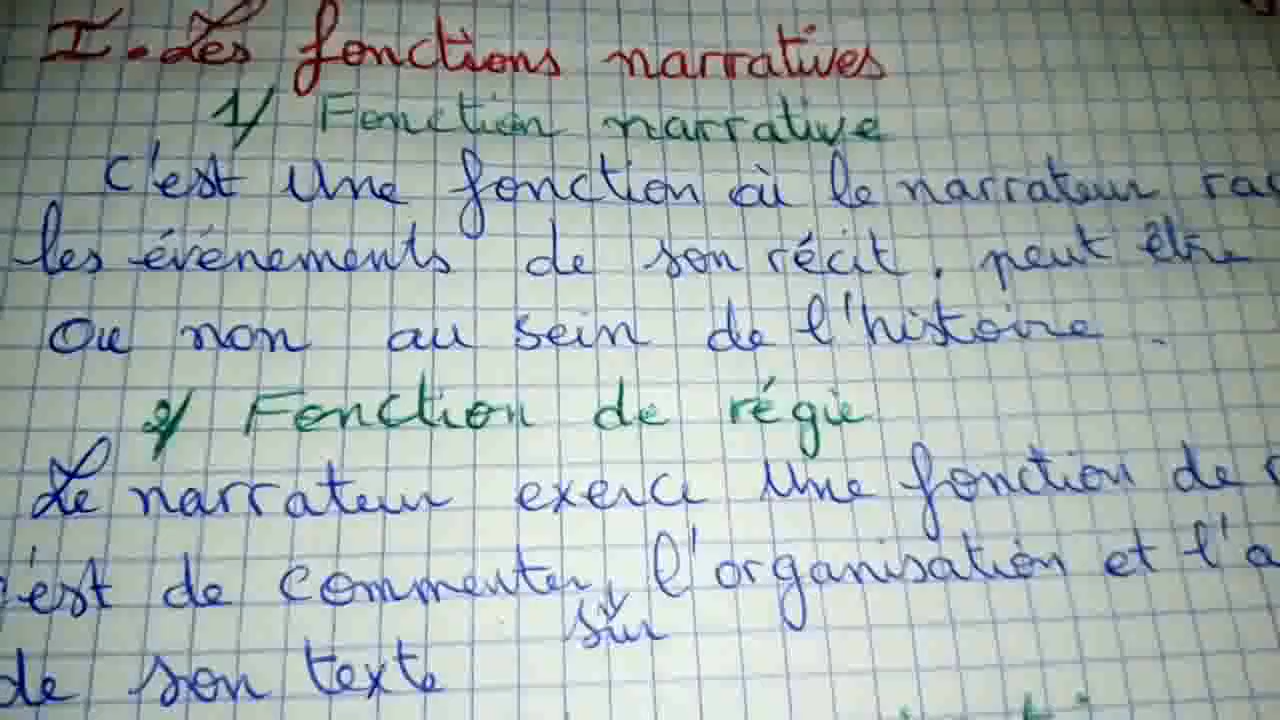 I. Les fonctions narratives
1/ Fonction narrative
C'est une fonction où le narrateur rac
les événements de son récit. peut être
ou non au sein de l'histoire.
2/ Fonction de régie
Le narrateur exerce une fonction de
c'est de commenter sur l'organisation et l'a
de son texte